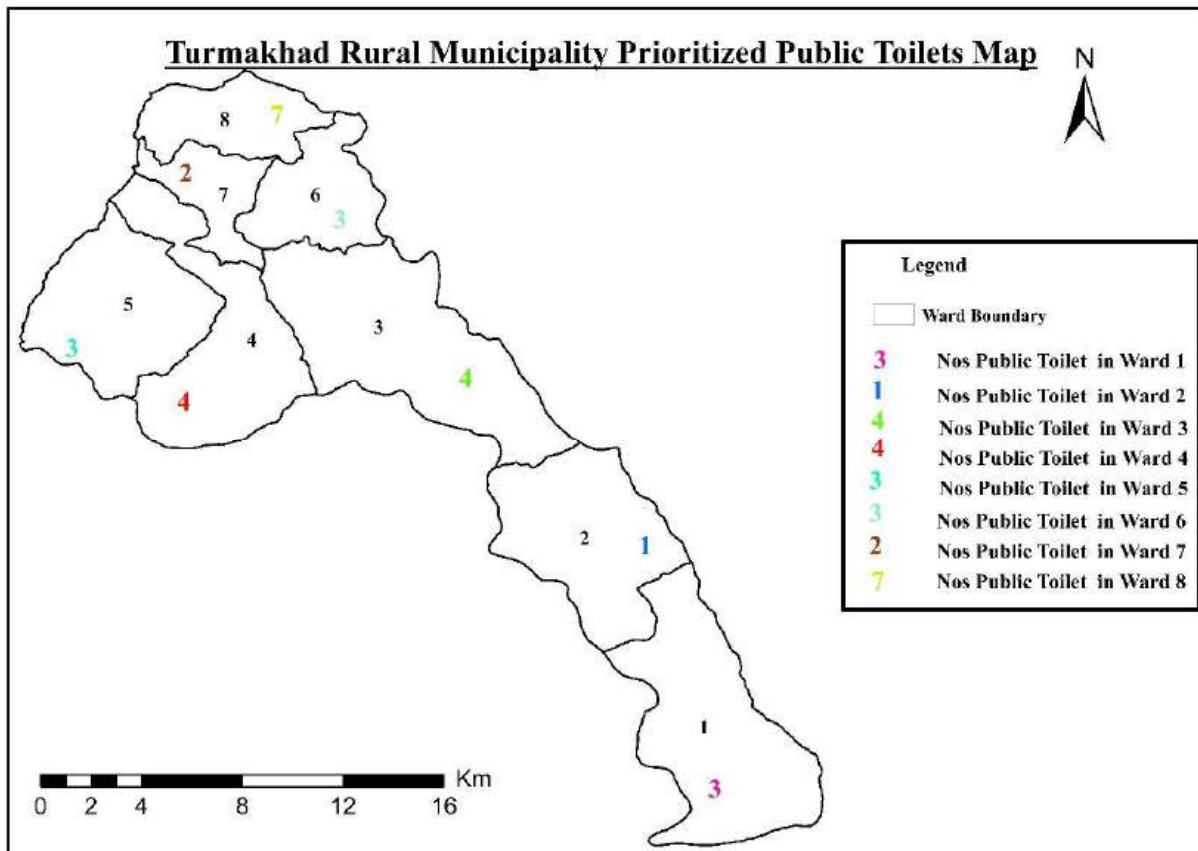 Turmakhad Rural Municipality Prioritized Public Toilets Map
N
8
7
2
7
6
3
5
3
4
4
3
4
2
1
1
3
Legend
Ward Boundary
3 Nos Public Toilet in Ward 1
1 Nos Public Toilet in Ward 2
4 Nos Public Toilet in Ward 3
4 Nos Public Toilet in Ward 4
3 Nos Public Toilet in Ward 5
3 Nos Public Toilet in Ward 6
2 Nos Public Toilet in Ward 7
7 Nos Public Toilet in Ward 8
Km
0 2 4 8 12 16